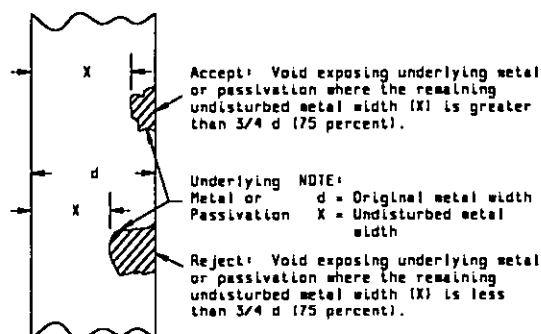 X
Accept: Void exposing underlying metal
or passivation where the remaining
undisturbed metal width (X) is greater
than 3/4 d (75 percent).
d
Underlying NOTE:
Metal or d = Original metal width
Passivation X = Undisturbed metal
width
X
Reject: Void exposing underlying metal
or passivation where the remaining
undisturbed metal width (X) is less
than 3/4 d (75 percent).